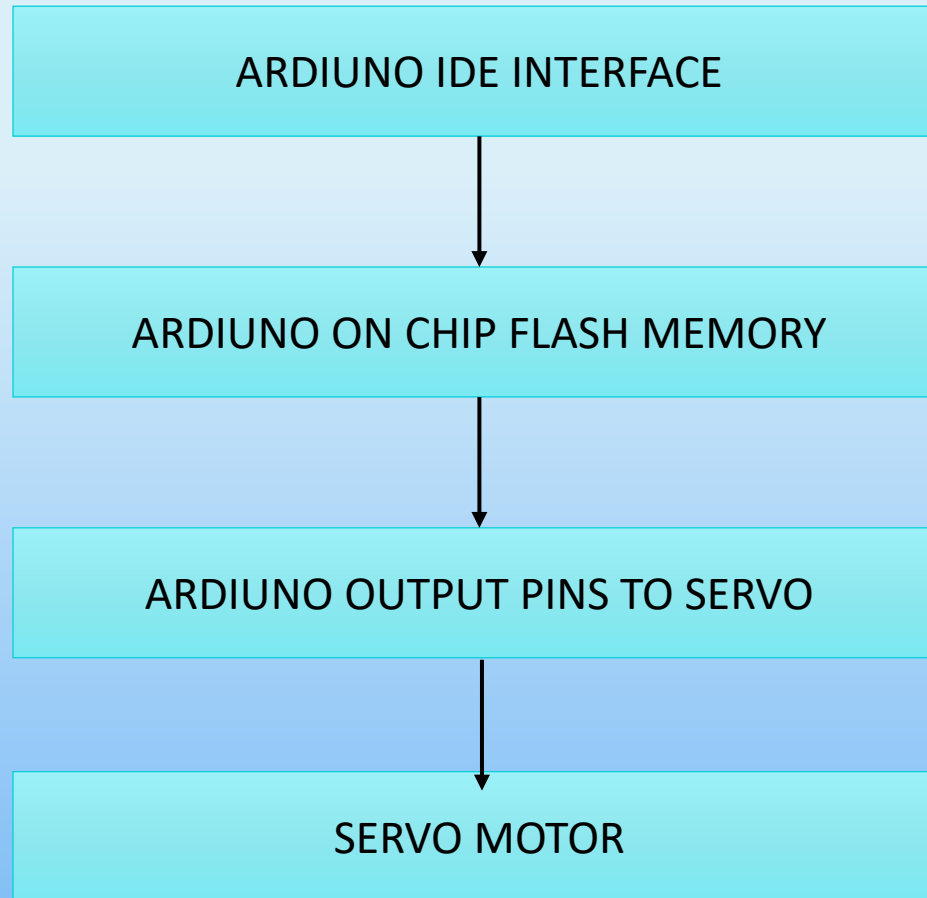 ARDIUNO IDE INTERFACE
ARDIUNO ON CHIP FLASH MEMORY
ARDIUNO OUTPUT PINS TO SERVO
SERVO MOTOR